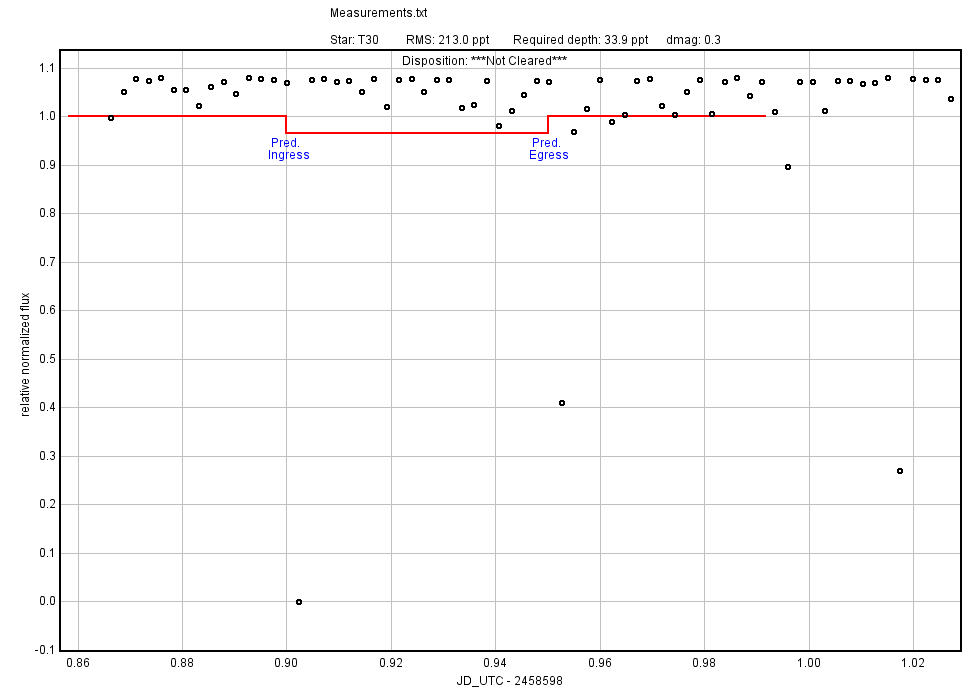 Measurements.txt
Star: T30 RMS: 213.0 ppt Required depth: 33.9 ppt dmag: 0.3
Disposition: ***Not Cleared***
1.1
1.0
0.9
0.8
0.7
0.6
0.5
0.4
0.3
0.2
0.1
0.0
-0.1
relative normalized flux
Pred.
Ingress
Pred.
Egress
0.86 0.88 0.90 0.92 0.94 0.96 0.98 1.00 1.02
JD_UTC - 2458598